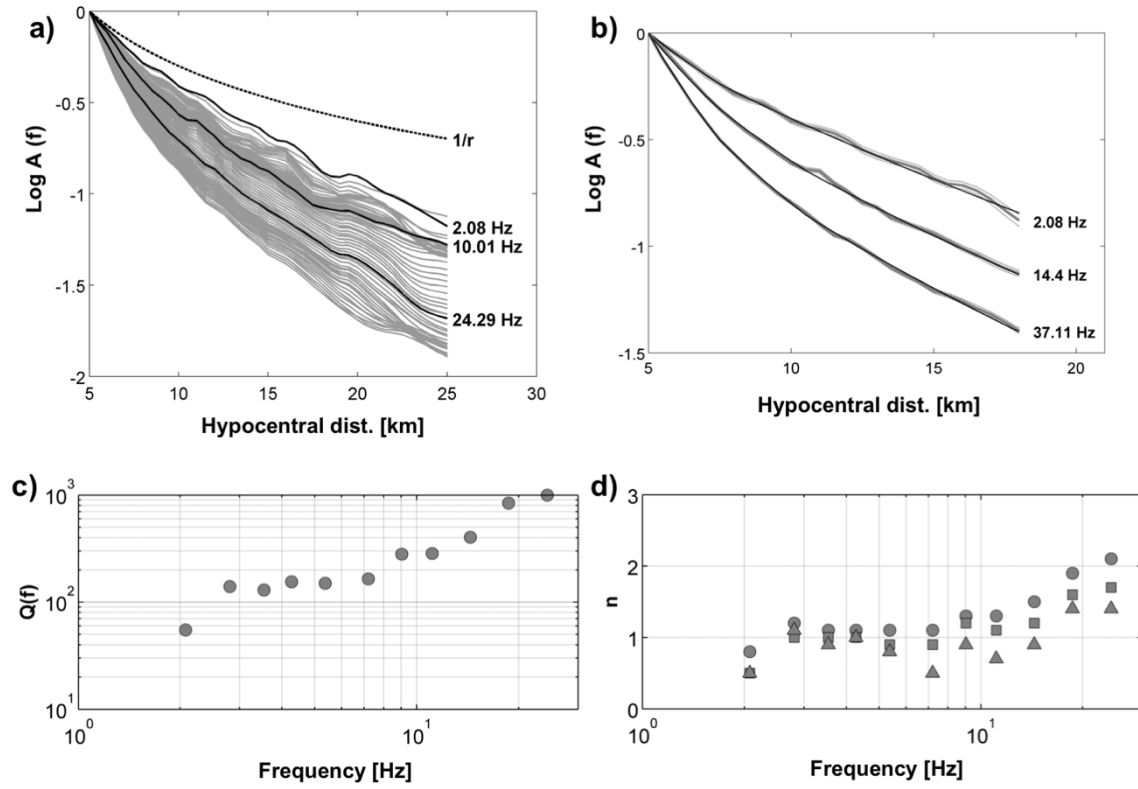 a)
0
-0.5
-1
-1.5
-2
Log A (f)
1/r
2.08 Hz
10.01 Hz
24.29 Hz
5 10 15 20 25 30
Hypocentral dist. [km]
b)
0
-0.5
-1
-1.5
Log A (f)
2.08 Hz
14.4 Hz
37.11 Hz
5 10 15 20
Hypocentral dist. [km]
c)
10³
10²
10¹
Q(f)
10⁰ 10¹
Frequency [Hz]
d)
3
2
1
0
n
10⁰ 10¹
Frequency [Hz]